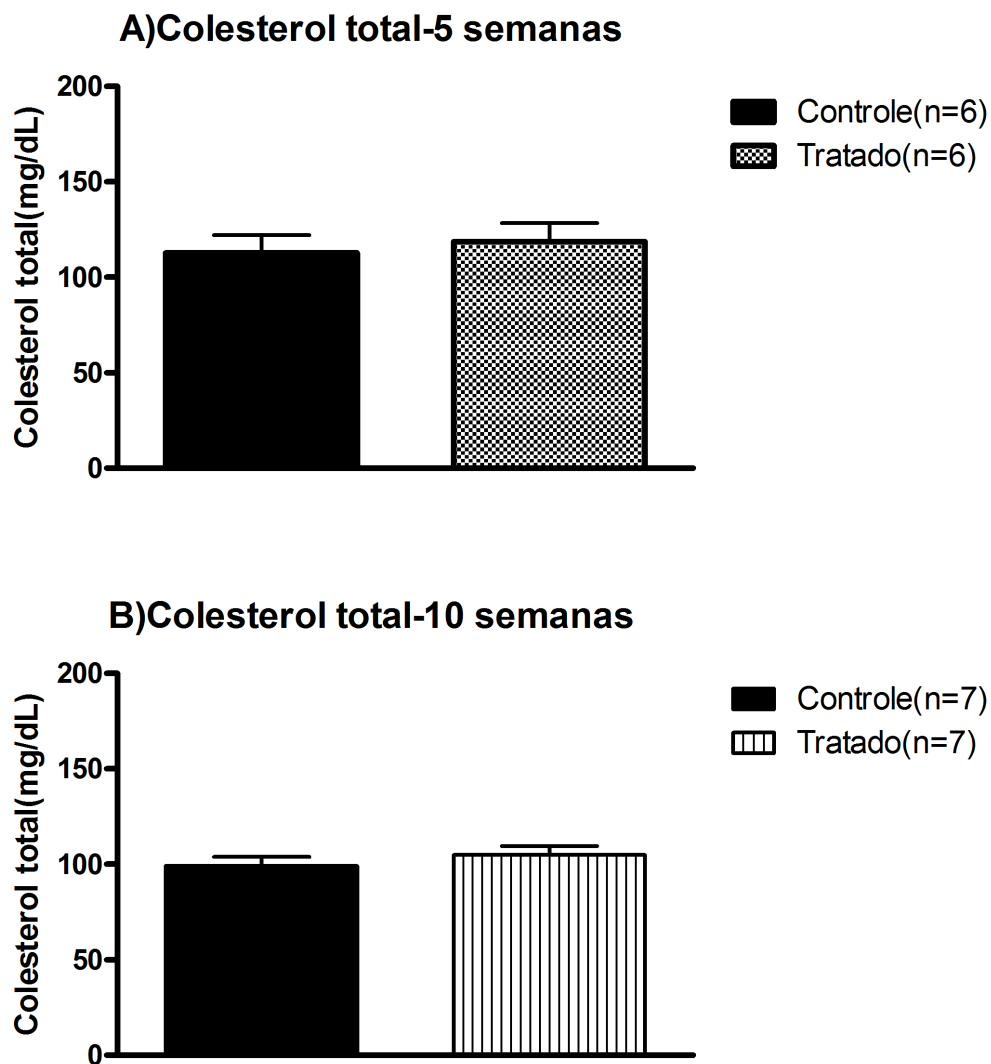 A)Colesterol total-5 semanas
Colesterol total(mg/dL)
200
150
100
50
0
Controle(n=6)
Tratado(n=6)
B)Colesterol total-10 semanas
Colesterol total(mg/dL)
200
150
100
50
0
Controle(n=7)
Tratado(n=7)